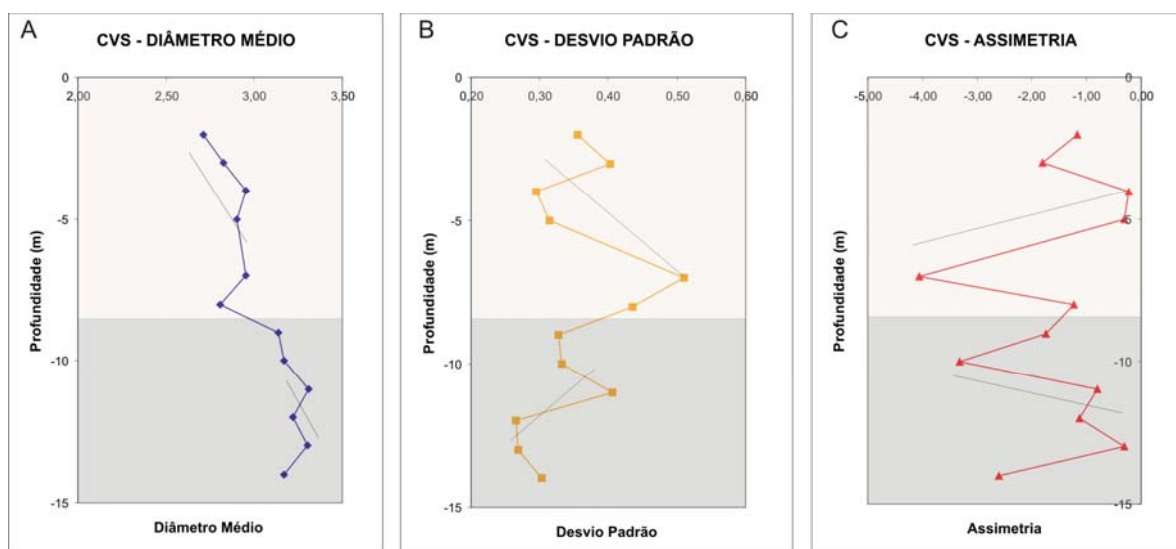 A
CVS - DIÂMETRO MÉDIO
0
2,00 2,50 3,00 3,50
-5
-10
-15
Profundidade (m)
Diâmetro Médio
B
CVS - DESVIO PADRÃO
0
0,20 0,30 0,40 0,50 0,60
-5
-10
-15
Profundidade (m)
Desvio Padrão
C
CVS - ASSIMETRIA
0
-5,00 -4,00 -3,00 -2,00 -1,00 0,00
-5
-10
-15
Profundidade (m)
Assimetria